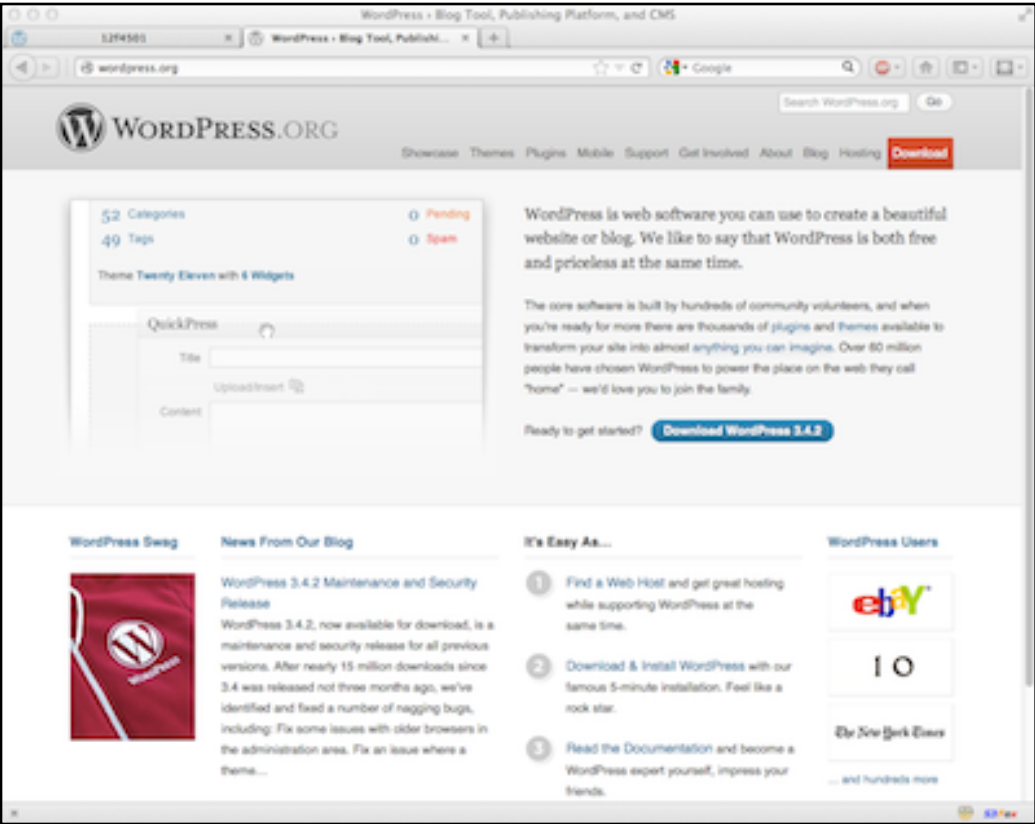 WordPress › Blog Tool, Publishing Platform, and CMS
12f4501
WordPress › Blog Tool, Publishi...
wordpress.org
Google
WORDPRESS.ORG
Search WordPress.org
Go
Showcase Themes Plugins Mobile Support Get Involved About Blog Hosting Download
52 Categories
0 Pending
49 Tags
0 Spam
Theme Twenty Eleven with 6 Widgets
QuickPress
Title
Upload/Insert
Content
WordPress is web software you can use to create a beautiful
website or blog. We like to say that WordPress is both free
and priceless at the same time.
The core software is built by hundreds of community volunteers, and when
you're ready for more there are thousands of plugins and themes available to
transform your site into almost anything you can imagine. Over 60 million
people have chosen WordPress to power the place on the web they call
"home" — we'd love you to join the family.
Ready to get started? Download WordPress 3.4.2
WordPress Swag
WordPress
News From Our Blog
WordPress 3.4.2 Maintenance and Security
Release
WordPress 3.4.2, now available for download, is a
maintenance and security release for all previous
versions. After nearly 15 million downloads since
3.4 was released not three months ago, we've
identified and fixed a number of nagging bugs,
including: Fix some issues with older browsers in
the administration area. Fix an issue where a
theme...
It's Easy As...
1 Find a Web Host and get great hosting
while supporting WordPress at the
same time.
2 Download & Install WordPress with our
famous 5-minute installation. Feel like a
rock star.
3 Read the Documentation and become a
WordPress expert yourself, impress your
friends.
WordPress Users
ebay
IO
The New York Times
... and hundreds more